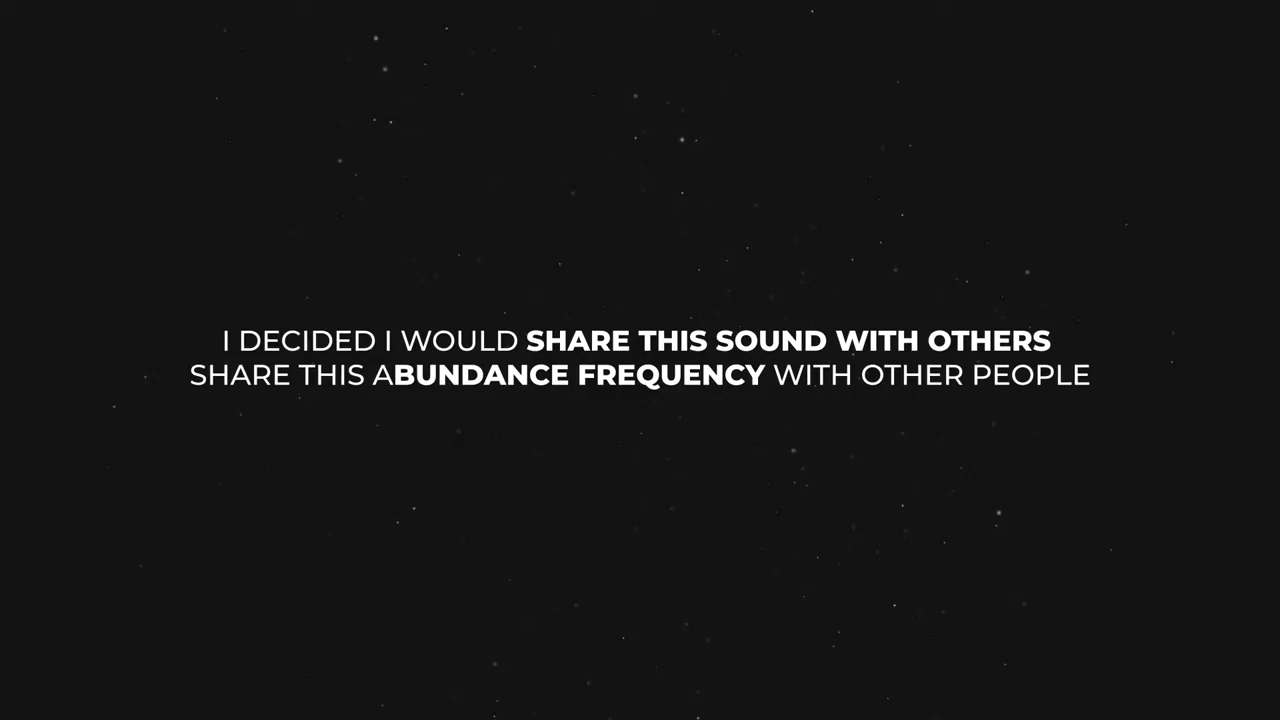 I DECIDED I WOULD SHARE THIS SOUND WITH OTHERS
SHARE THIS ABUNDANCE FREQUENCY WITH OTHER PEOPLE